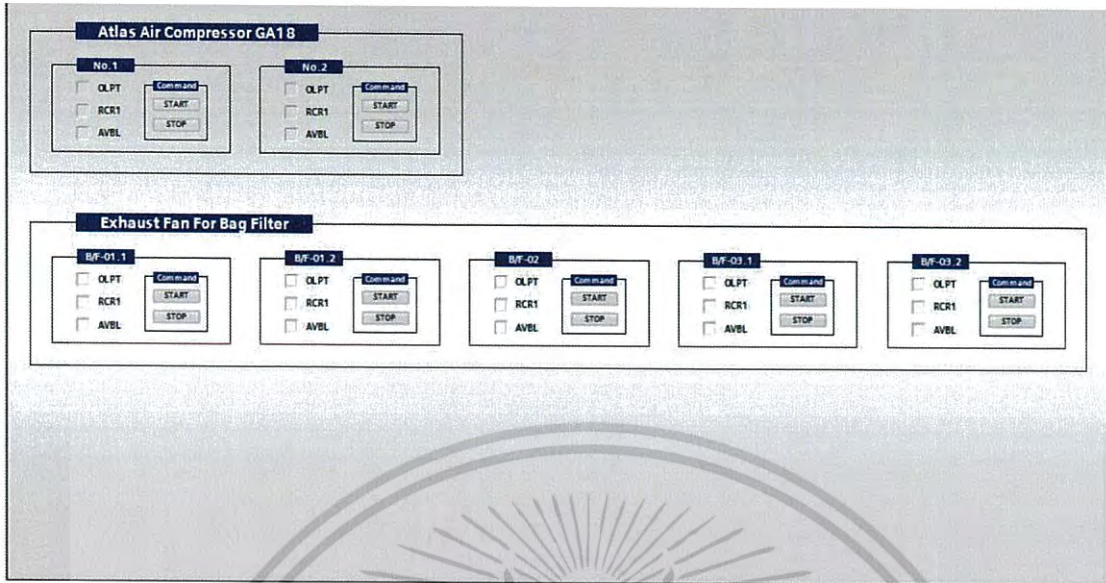 Atlas Air Compressor GA18
No.1
OLPT
RCR1
AVBL
Command
START
STOP
No.2
OLPT
RCR1
AVBL
Command
START
STOP
Exhaust Fan For Bag Filter
B/F-01.1
OLPT
RCR1
AVBL
Command
START
STOP
B/F-01.2
OLPT
RCR1
AVBL
Command
START
STOP
B/F-02
OLPT
RCR1
AVBL
Command
START
STOP
B/F-03.1
OLPT
RCR1
AVBL
Command
START
STOP
B/F-03.2
OLPT
RCR1
AVBL
Command
START
STOP